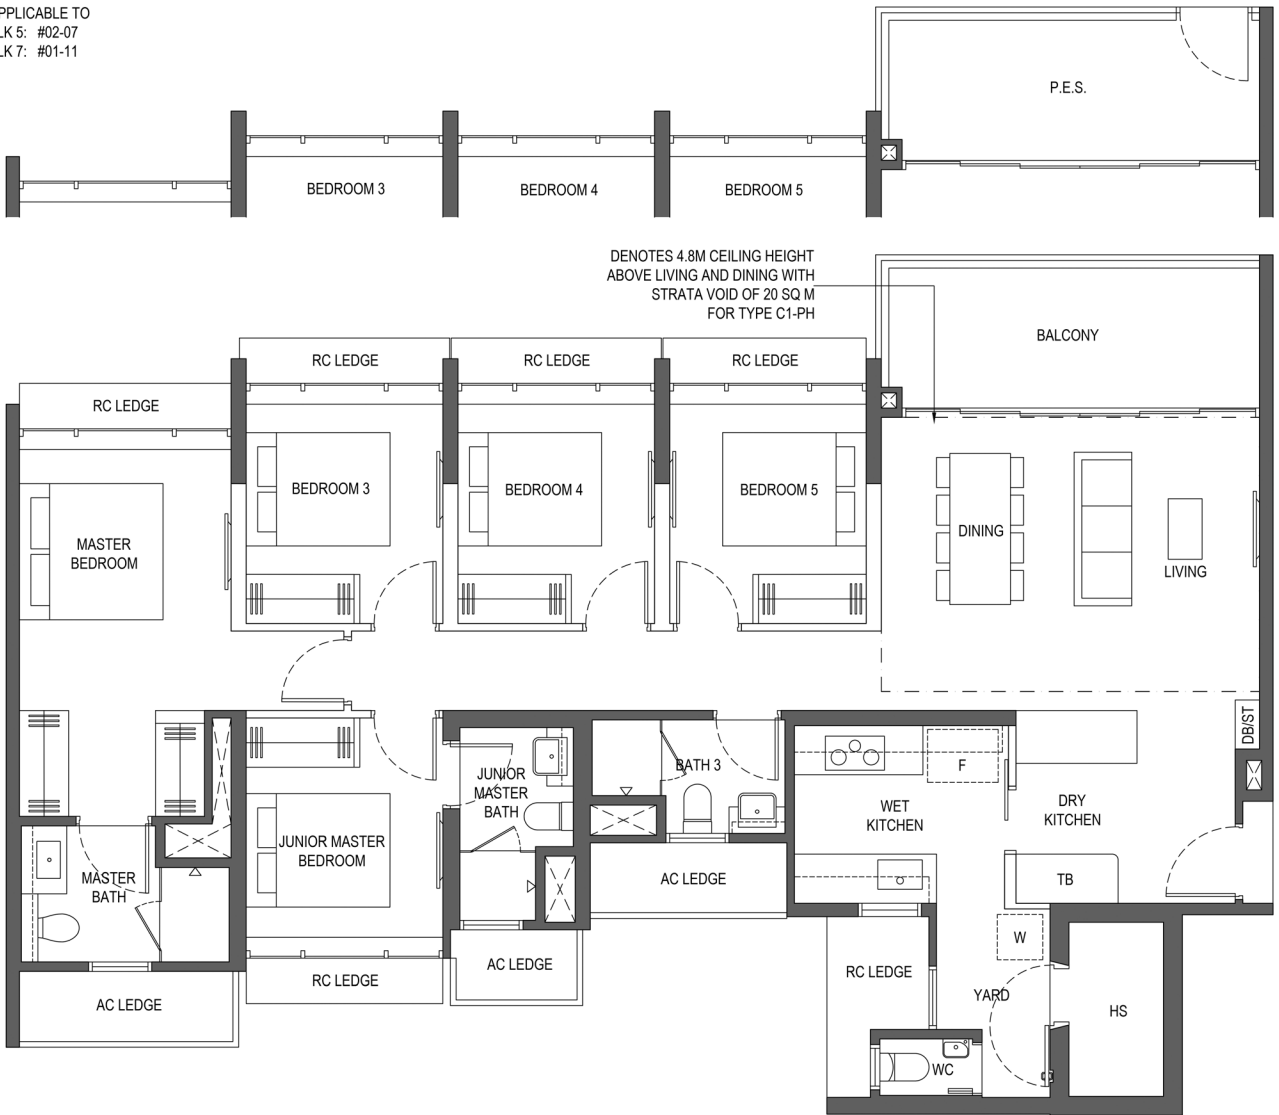 PPLICABLE TO
LK 5: #02-07
LK 7: #01-11
P.E.S.
BEDROOM 3
BEDROOM 4
BEDROOM 5
DENOTES 4.8M CEILING HEIGHT
ABOVE LIVING AND DINING WITH
STRATA VOID OF 20 SQ M
FOR TYPE C1-PH
BALCONY
RC LEDGE
RC LEDGE
RC LEDGE
RC LEDGE
BEDROOM 3
BEDROOM 4
BEDROOM 5
MASTER
BEDROOM
DINING
LIVING
DB/ST
JUNIOR
MASTER
BATH
BATH 3
F
WET
KITCHEN
DRY
KITCHEN
JUNIOR MASTER
BEDROOM
MASTER
BATH
AC LEDGE
TB
W
AC LEDGE
RC LEDGE
RC LEDGE
YARD
AC LEDGE
HS
WC